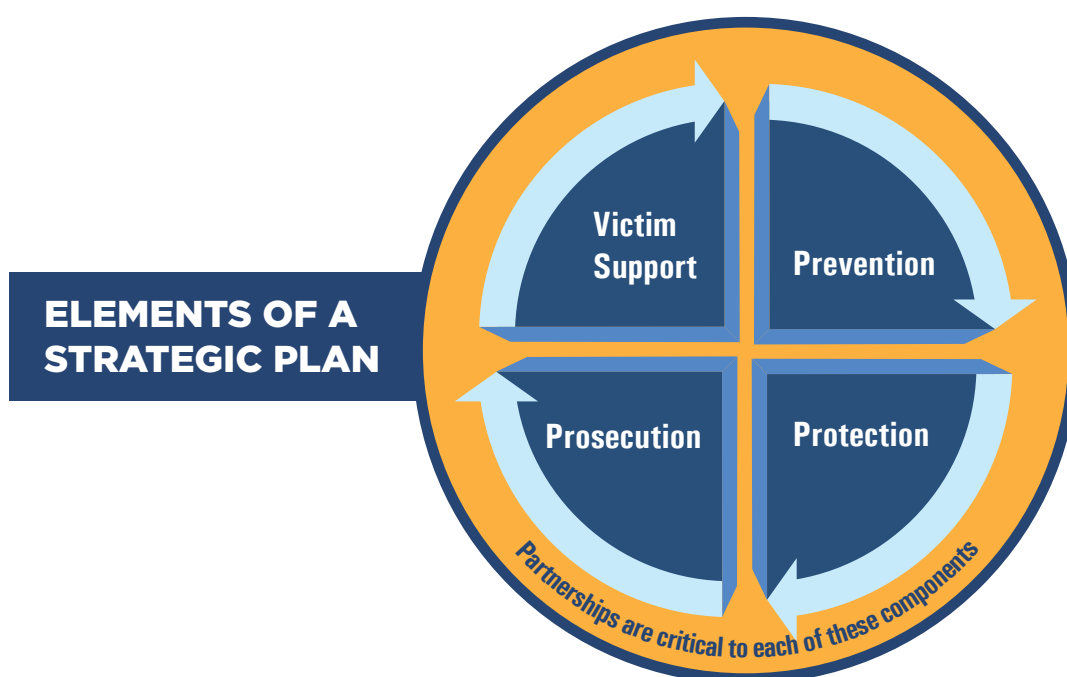 ELEMENTS OF A
STRATEGIC PLAN
Victim
Support
Prevention
Prosecution
Protection
Partnerships are critical to each of these components